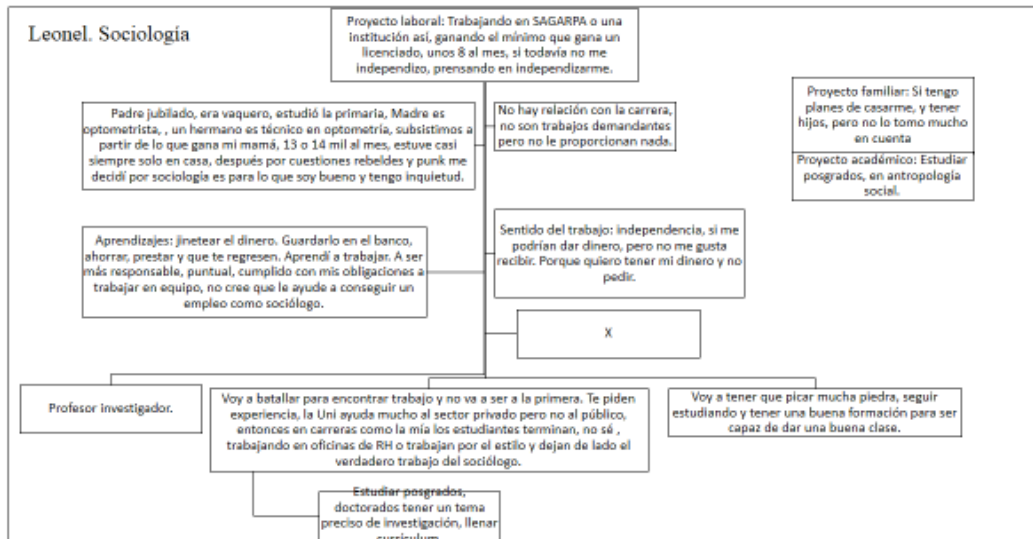 Leonel. Sociología
Proyecto laboral: Trabajando en SAGARPA o una
institución así, ganando el mínimo que gana un
licenciado, unos 8 al mes, si todavía no me
independizo, prensando en independizarme.
Padre jubilado, era vaquero, estudió la primaria, Madre es
optometrista, , un hermano es técnico en optometría, subsistimos a
partir de lo que gana mi mamá, 13 o 14 mil al mes, estuve casi
siempre solo en casa, después por cuestiones rebeldes y punk me
decidí por sociología es para lo que soy bueno y tengo inquietud.
No hay relación con la carrera,
no son trabajos demandantes
pero no le proporcionan nada.
Proyecto familiar: Si tengo
planes de casarme, y tener
hijos, pero no lo tomo mucho
en cuenta
Proyecto académico: Estudiar
posgrados, en antropología
social.
Aprendizajes: jinetear el dinero. Guardarlo en el banco,
ahorrar, prestar y que te regresen. Aprendí a trabajar. A ser
más responsable, puntual, cumplido con mis obligaciones a
trabajar en equipo, no cree que le ayude a conseguir un
empleo como sociólogo.
Sentido del trabajo: independencia, si me
podrían dar dinero, pero no me gusta
recibir. Porque quiero tener mi dinero y no
pedir.
X
Profesor investigador.
Voy a batallar para encontrar trabajo y no va a ser a la primera. Te piden
experiencia, la Uni ayuda mucho al sector privado pero no al público,
entonces en carreras como la mía los estudiantes terminan, no sé ,
trabajando en oficinas de RH o trabajan por el estilo y dejan de lado el
verdadero trabajo del sociólogo.
Voy a tener que picar mucha piedra, seguir
estudiando y tener una buena formación para ser
capaz de dar una buena clase.
Estudiar posgrados,
doctorados tener un tema
preciso de investigación, llenar
currículum